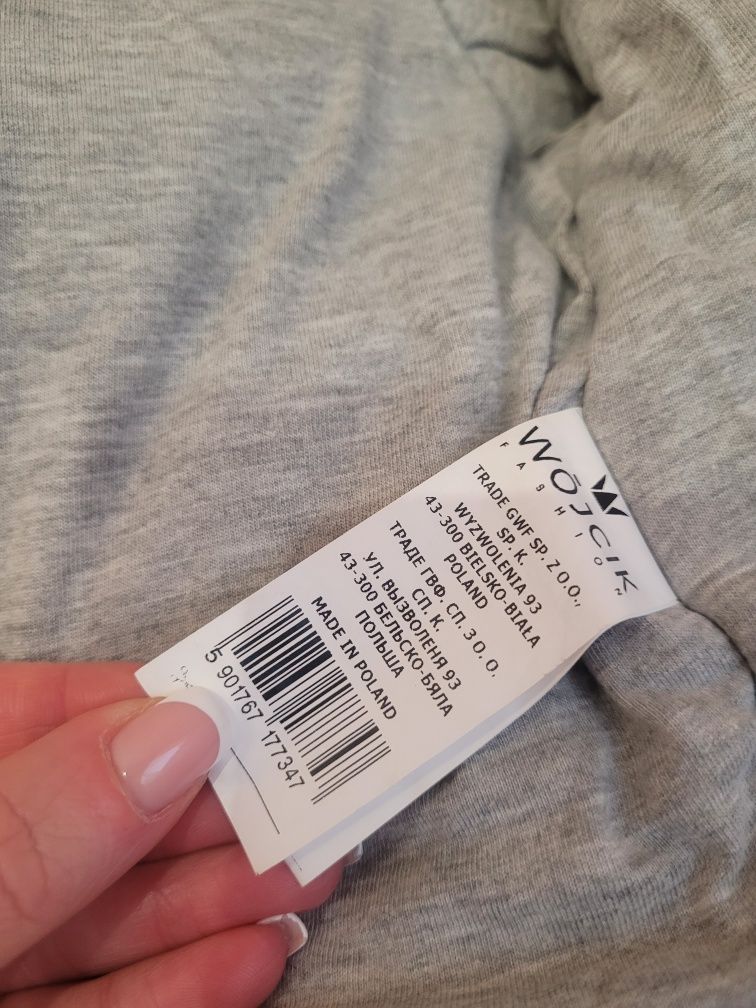 WÓJCIK
FASHION
TRADE GWF SP. Z O.O.,
SP. K.
WYZWOLENIA 93
43-300 BIELSKO-BIAŁA
POLAND
ТРАДЕ ГВФ. СП. З О. О,
СП. К.
УЛ. ВЫЗВОЛЕНЯ 93
43-300 БЕЛЬСКО-БЯЛА
ПОЛЬША
MADE IN POLAND
5 901767 177347